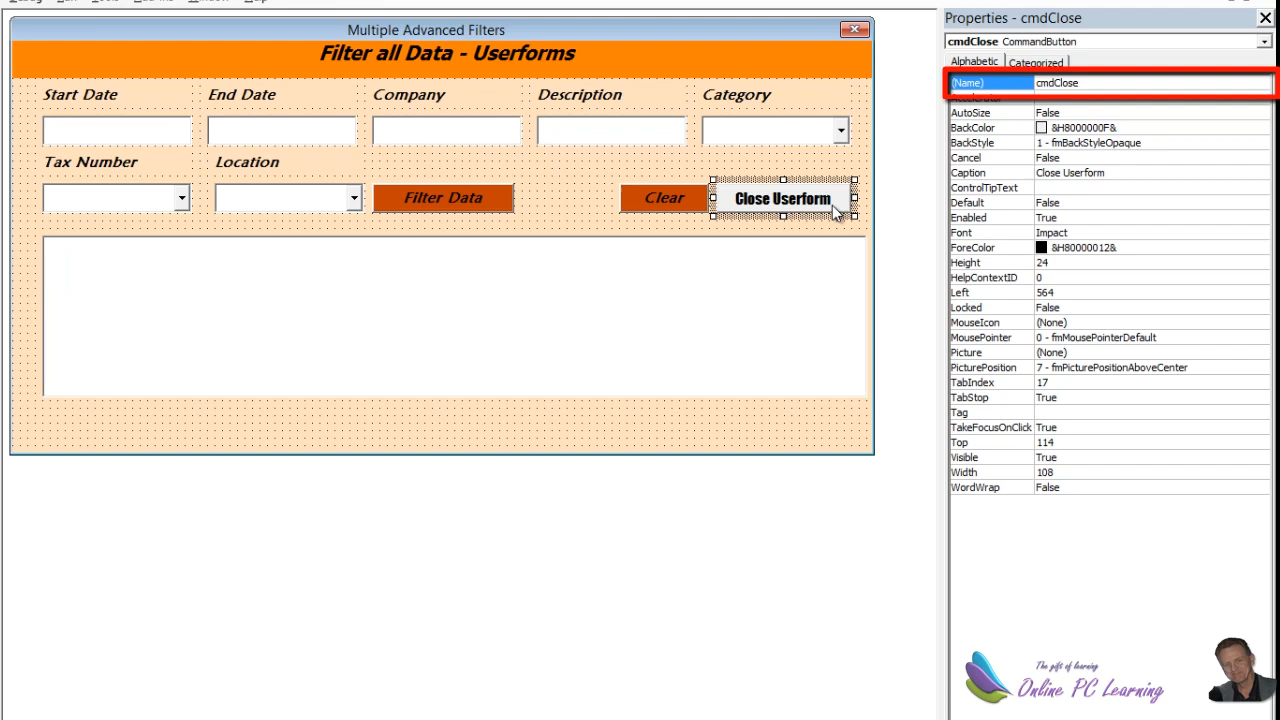 Multiple Advanced Filters
Filter all Data - Userforms
Start Date End Date Company Description Category
Tax Number Location
Filter Data Clear Close Userform
Properties - cmdClose
cmdClose CommandButton
Alphabetic Categorized
(Name) cmdClose
Accelerator
AutoSize False
BackColor &H8000000F&
BackStyle 1 - fmBackStyleOpaque
Cancel False
Caption Close Userform
ControlTipText
Default False
Enabled True
Font Impact
ForeColor &H80000012&
Height 24
HelpContextID 0
Left 564
Locked False
MouseIcon (None)
MousePointer 0 - fmMousePointerDefault
Picture (None)
PicturePosition 7 - fmPicturePositionAboveCenter
TabIndex 17
TabStop True
Tag
TakeFocusOnClick True
Top 114
Visible True
Width 108
WordWrap False
The gift of learning
Online PC Learning